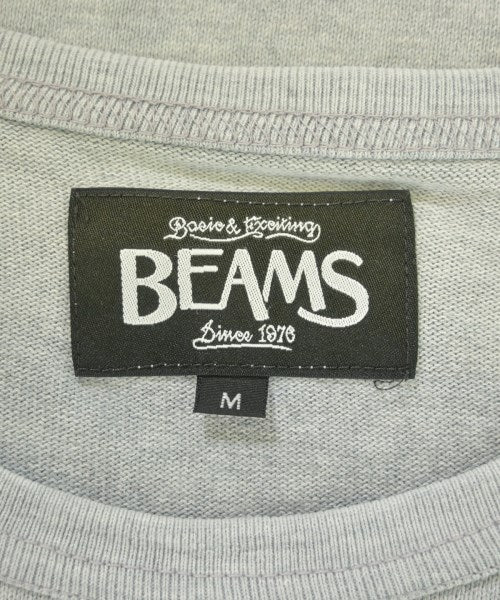 Basic & Exciting
BEAMS
Since 1976
M